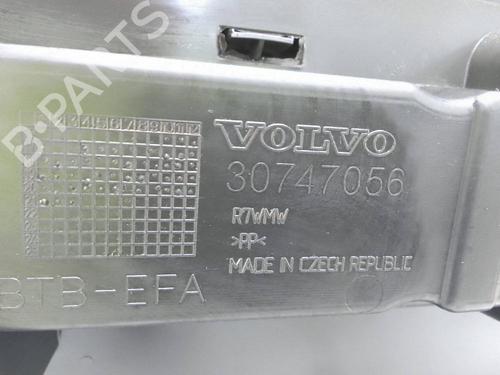 B-PARTS
VOLVO
30747056
R7WMW
>PP<
MADE IN CZECH REPUBLIC
BTB-EFA